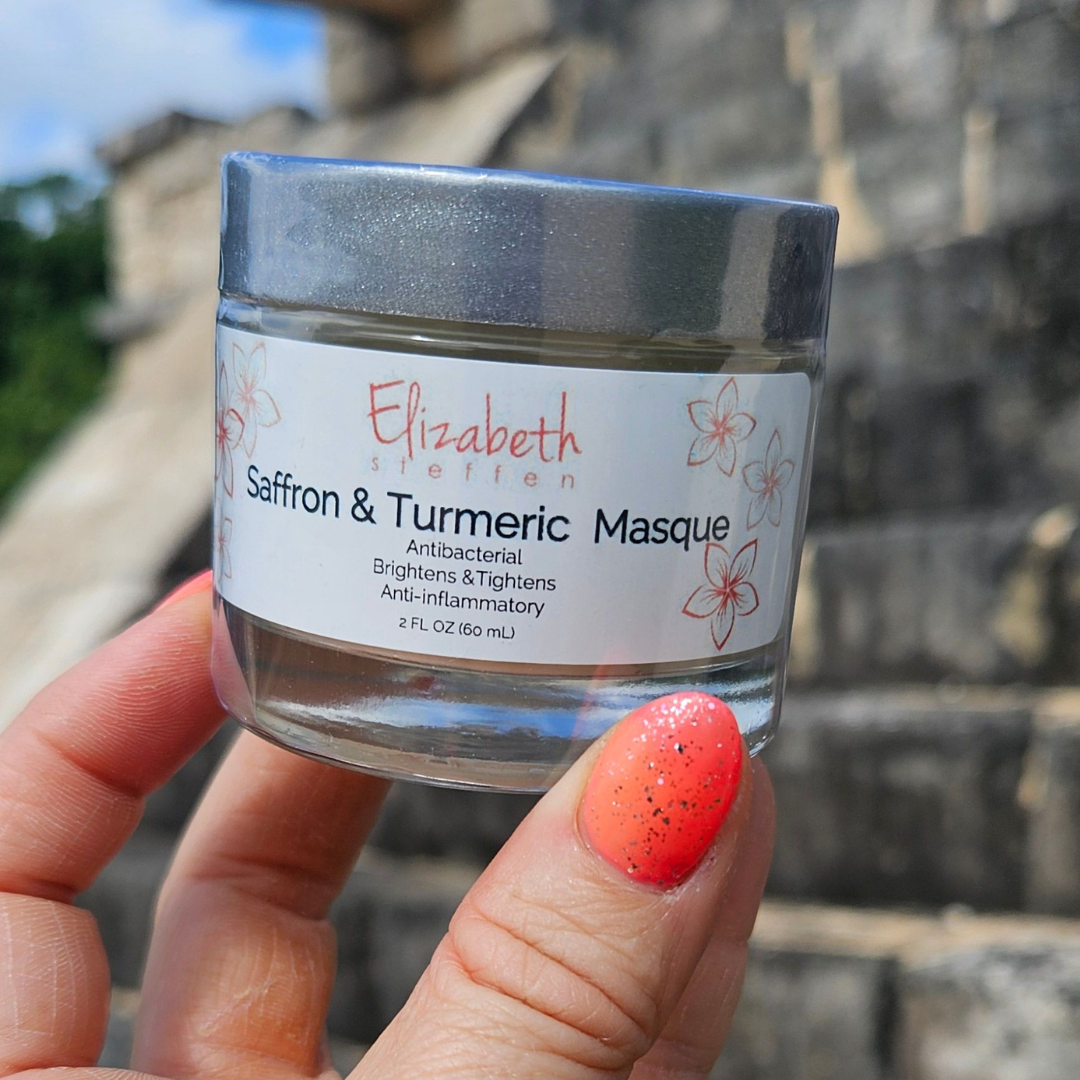 Elizabeth
steffen
Saffron & Turmeric Masque
Antibacterial
Brightens &Tightens
Anti-inflammatory
2 FL OZ (60 mL)